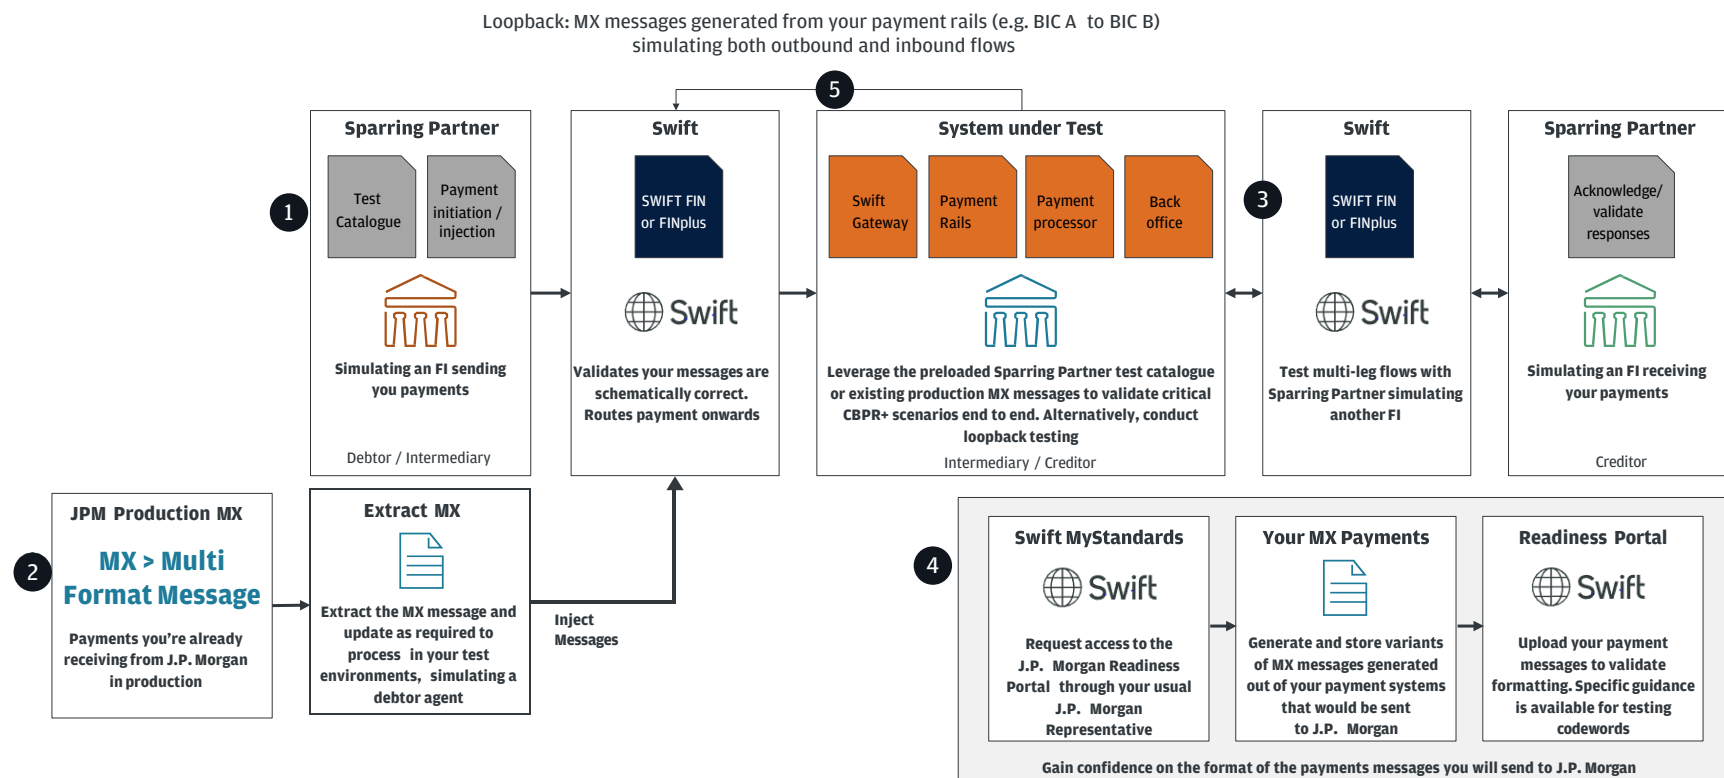 Loopback: MX messages generated from your payment rails (e.g. BIC A to BIC B)
simulating both outbound and inbound flows
5
Sparring Partner
Test
Catalogue
Payment
initiation /
injection
1
Simulating an FI sending
you payments
Debtor / Intermediary
Swift
SWIFT FIN
or FINplus
Swift
Validates your messages are
schematically correct.
Routes payment onwards
System under Test
Swift
Gateway
Payment
Rails
Payment
processor
Back
office
Leverage the preloaded Sparring Partner test catalogue
or existing production MX messages to validate critical
CBPR+ scenarios end to end. Alternatively, conduct
loopback testing
Intermediary / Creditor
3
Swift
SWIFT FIN
or FINplus
Swift
Test multi-leg flows with
Sparring Partner simulating
another FI
Sparring Partner
Acknowledge/
validate
responses
Simulating an FI receiving
your payments
Creditor
2
JPM Production MX
MX > Multi
Format Message
Payments you’re already
receiving from J.P. Morgan
in production
Extract MX
Extract the MX message and
update as required to
process in your test
environments, simulating a
debtor agent
Inject
Messages
4
Swift MyStandards
Swift
Request access to the
J.P. Morgan Readiness
Portal through your usual
J.P. Morgan
Representative
Your MX Payments
Generate and store variants
of MX messages generated
out of your payment systems
that would be sent
to J.P. Morgan
Readiness Portal
Swift
Upload your payment
messages to validate
formatting. Specific guidance
is available for testing
codewords
Gain confidence on the format of the payments messages you will send to J.P. Morgan